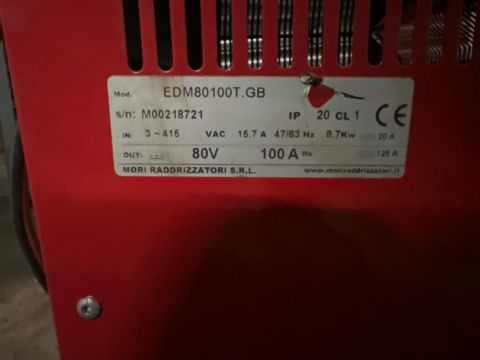 Mod. EDM80100T.GB
s/n: M00218721 IP 20 CL 1 CE
IN: 3~415 VAC 15.7 A 47/63 Hz 8.7Kw 20 A
OUT: --- 80V 100 A Wa 125 A
MORI RADDRIZZATORI S.R.L. www.moriraddrizzatori.it